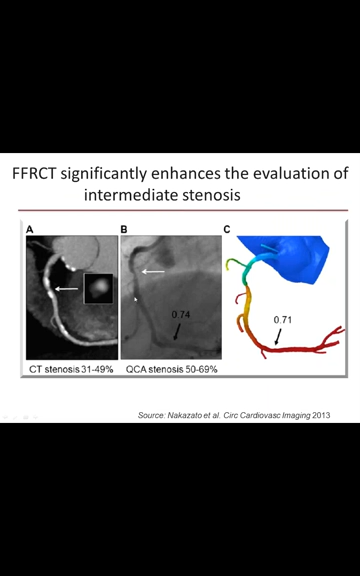 FFRCT significantly enhances the evaluation of
intermediate stenosis
A
B
C
0.74
0.71
CT stenosis 31-49%
QCA stenosis 50-69%
Source: Nakazato et al. Circ Cardiovasc Imaging 2013